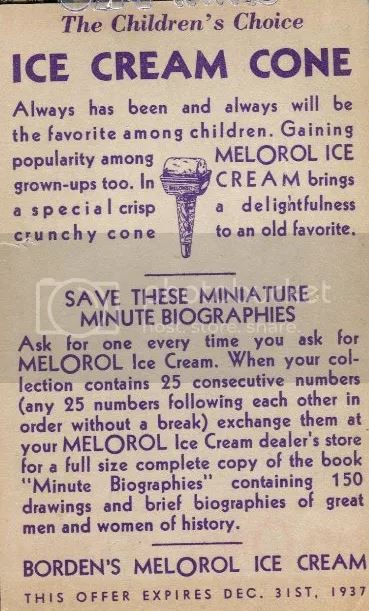 The Children's Choice
ICE CREAM CONE
Always has been and always will be
the favorite among children. Gaining
popularity among MELOROL ICE
grown-ups too. In CREAM brings
a special crisp a delightfulness
crunchy cone to an old favorite.
MELOROL
photobucket
host. store. share.
SAVE THESE MINIATURE
MINUTE BIOGRAPHIES
Ask for one every time you ask for
MELOROL Ice Cream. When your col-
lection contains 25 consecutive numbers
(any 25 numbers following each other in
order without a break) exchange them at
your MELOROL Ice Cream dealer's store
for a full size complete copy of the book
"Minute Biographies" containing 150
drawings and brief biographies of great
men and women of history.
BORDEN'S MELOROL ICE CREAM
THIS OFFER EXPIRES DEC. 31ST, 1937